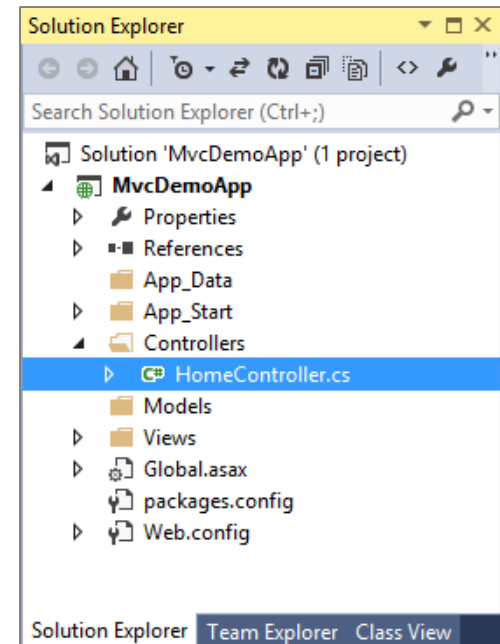 Solution Explorer
Search Solution Explorer (Ctrl+;)
Solution 'MvcDemoApp' (1 project)
MvcDemoApp
Properties
References
App_Data
App_Start
Controllers
C# HomeController.cs
Models
Views
Global.asax
packages.config
Web.config
Solution Explorer Team Explorer Class View